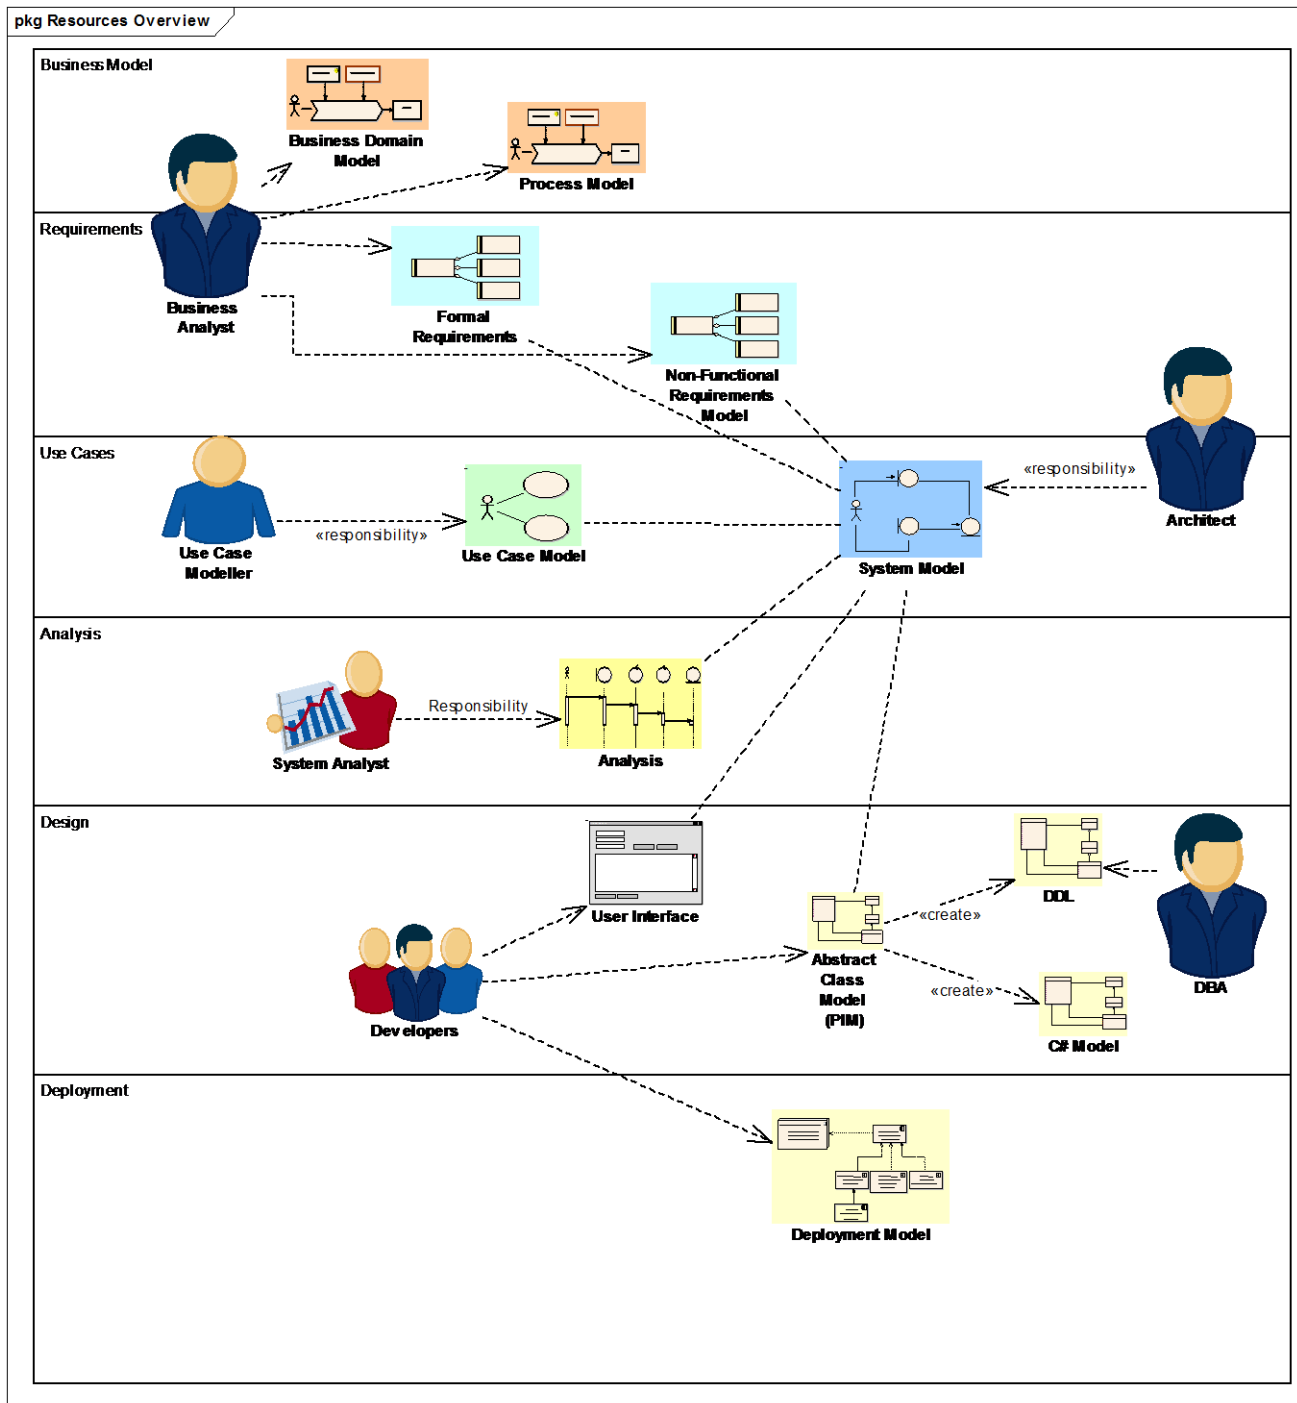 pkg Resources Overview
Business Model
Business Domain
Model
Process Model
Requirements
Business
Analyst
Formal
Requirements
Non-Functional
Requirements
Model
Use Cases
«responsibility»
Architect
«responsibility»
Use Case
Modeller
Use Case Model
System Model
Analysis
Responsibility
System Analyst
Analysis
Design
User Interface
DDL
«create»
Abstract
Class
Model
(PIM)
«create»
DBA
Developers
C# Model
Deployment
Deployment Model